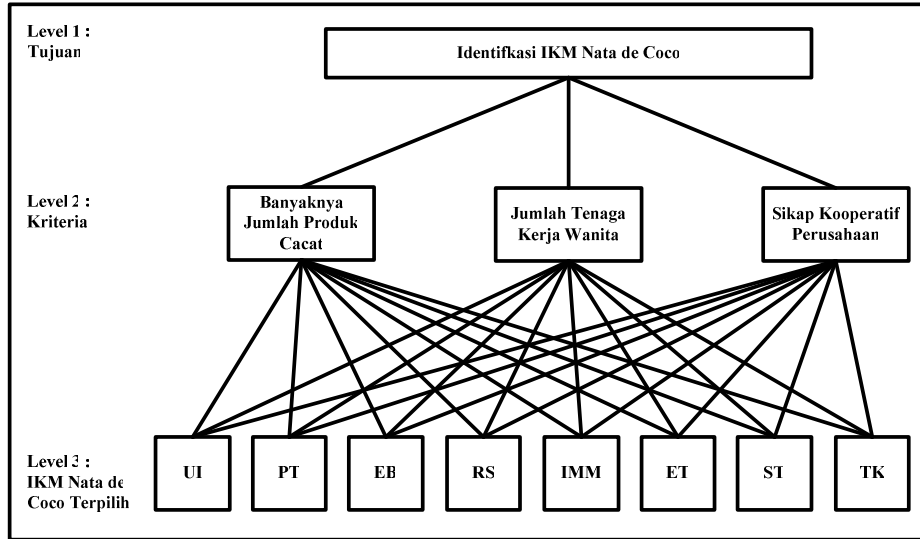 Level 1 :
Tujuan
Identifkasi IKM Nata de Coco
Level 2 :
Kriteria
Banyaknya
Jumlah Produk
Cacat
Jumlah Tenaga
Kerja Wanita
Sikap Kooperatif
Perusahaan
Level 3 :
IKM Nata de
Coco Terpilih
UI
PT
EB
RS
IMM
ET
ST
TK